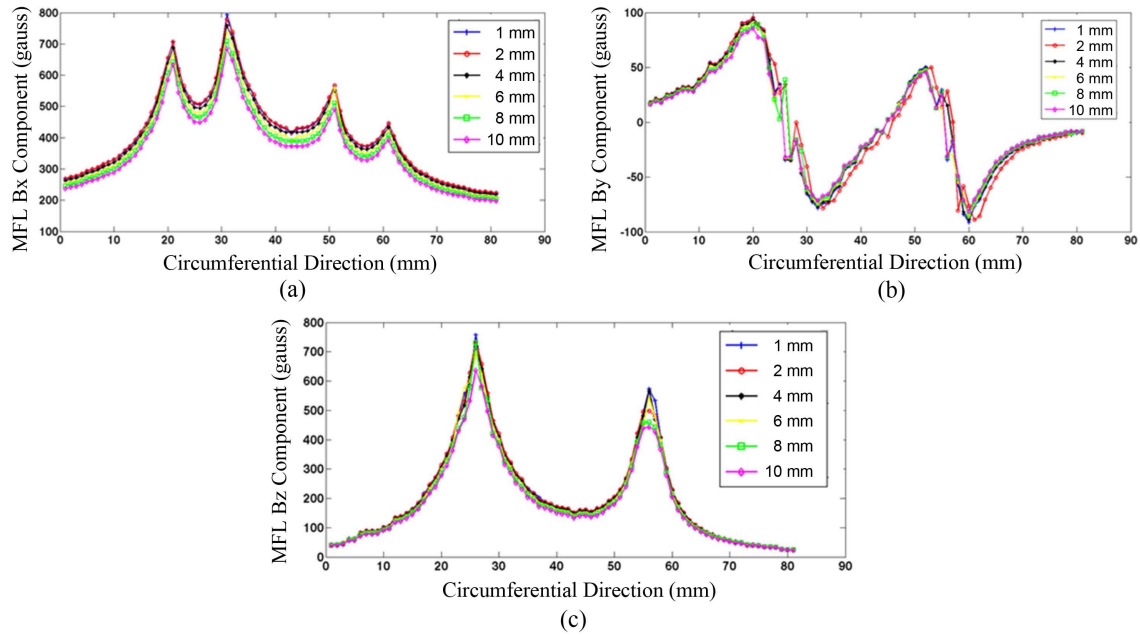 MFL Bx Component (gauss)
800
700
600
500
400
300
200
100
0 10 20 30 40 50 60 70 80 90
1 mm
2 mm
4 mm
6 mm
8 mm
10 mm
Circumferential Direction (mm)
(a)
MFL By Component (gauss)
100
50
0
-50
-100
0 10 20 30 40 50 60 70 80 90
1 mm
2 mm
4 mm
6 mm
8 mm
10 mm
Circumferential Direction (mm)
(b)
MFL Bz Component (gauss)
800
700
600
500
400
300
200
100
0
0 10 20 30 40 50 60 70 80 90
1 mm
2 mm
4 mm
6 mm
8 mm
10 mm
Circumferential Direction (mm)
(c)